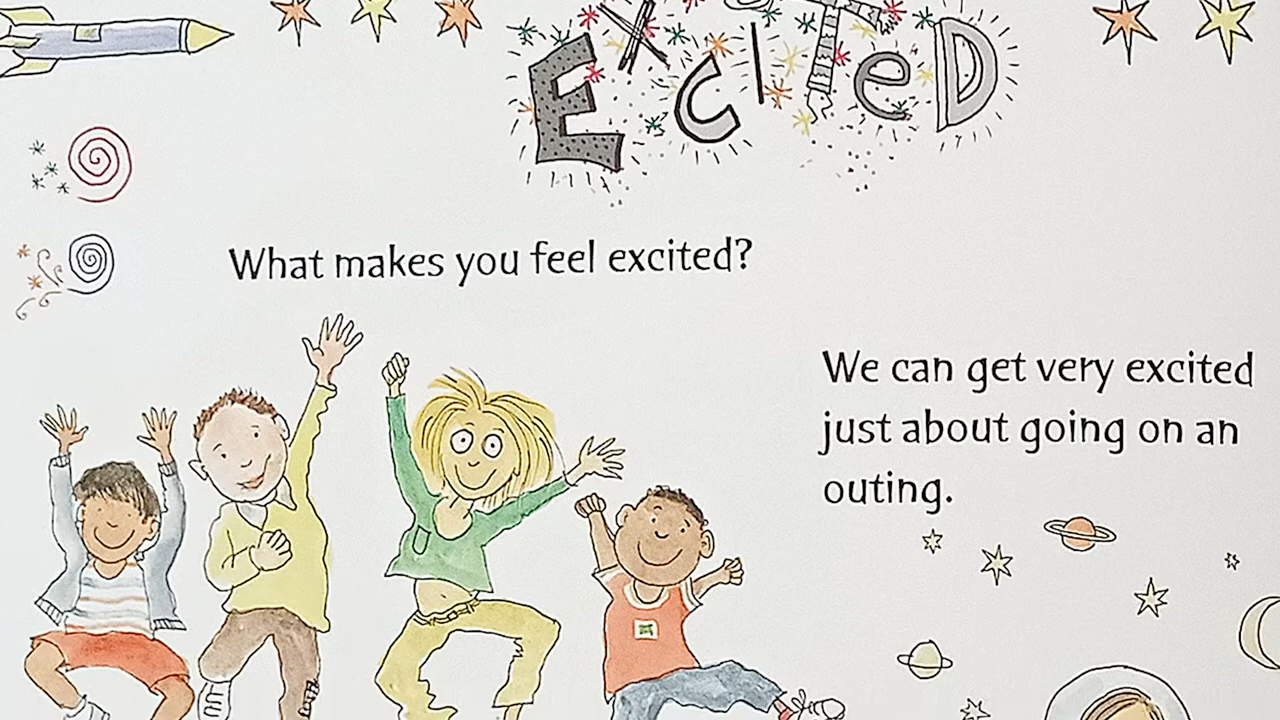 ExCITeD
What makes you feel excited?
We can get very excited
just about going on an
outing.